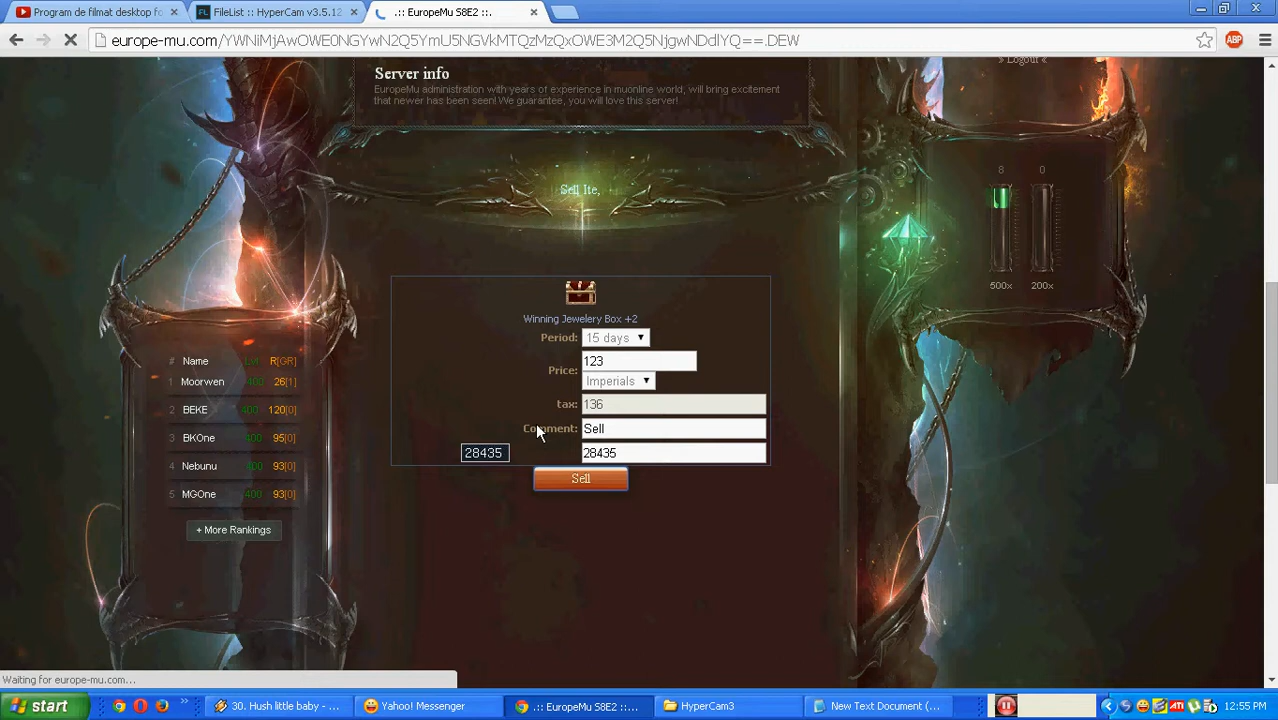 Program de filmat desktop fo
FileList :: HyperCam v3.5.12
.:: EuropeMu S8E2 ::.
europe-mu.com/YWNiMjAwOWE0NGYwN2Q5YmU5NGVkMTQzMzQxOWE3M2Q5NjgwNDdlYQ==.DEW
ABP
Server info
» Logout «
EuropeMu administration with years of experience in muonline world, will bring excitement
that newer has been seen! We guarantee, you will love this server!
Sell Ite,
8 0
500x 200x
Winning Jewelery Box +2
Period: 15 days
Price: 123
Imperials
tax: 136
Comment: Sell
28435 28435
Sell
# Name Lvl R[GR]
1 Moorwen 400 26[1]
2 BEKE 400 120[0]
3 BKOne 400 95[0]
4 Nebunu 400 93[0]
5 MGOne 400 93[0]
+ More Rankings
Waiting for europe-mu.com...
start
30. Hush little baby - ...
Yahoo! Messenger
.:: EuropeMu S8E2 ::...
HyperCam3
New Text Document (...
ATI
12:55 PM